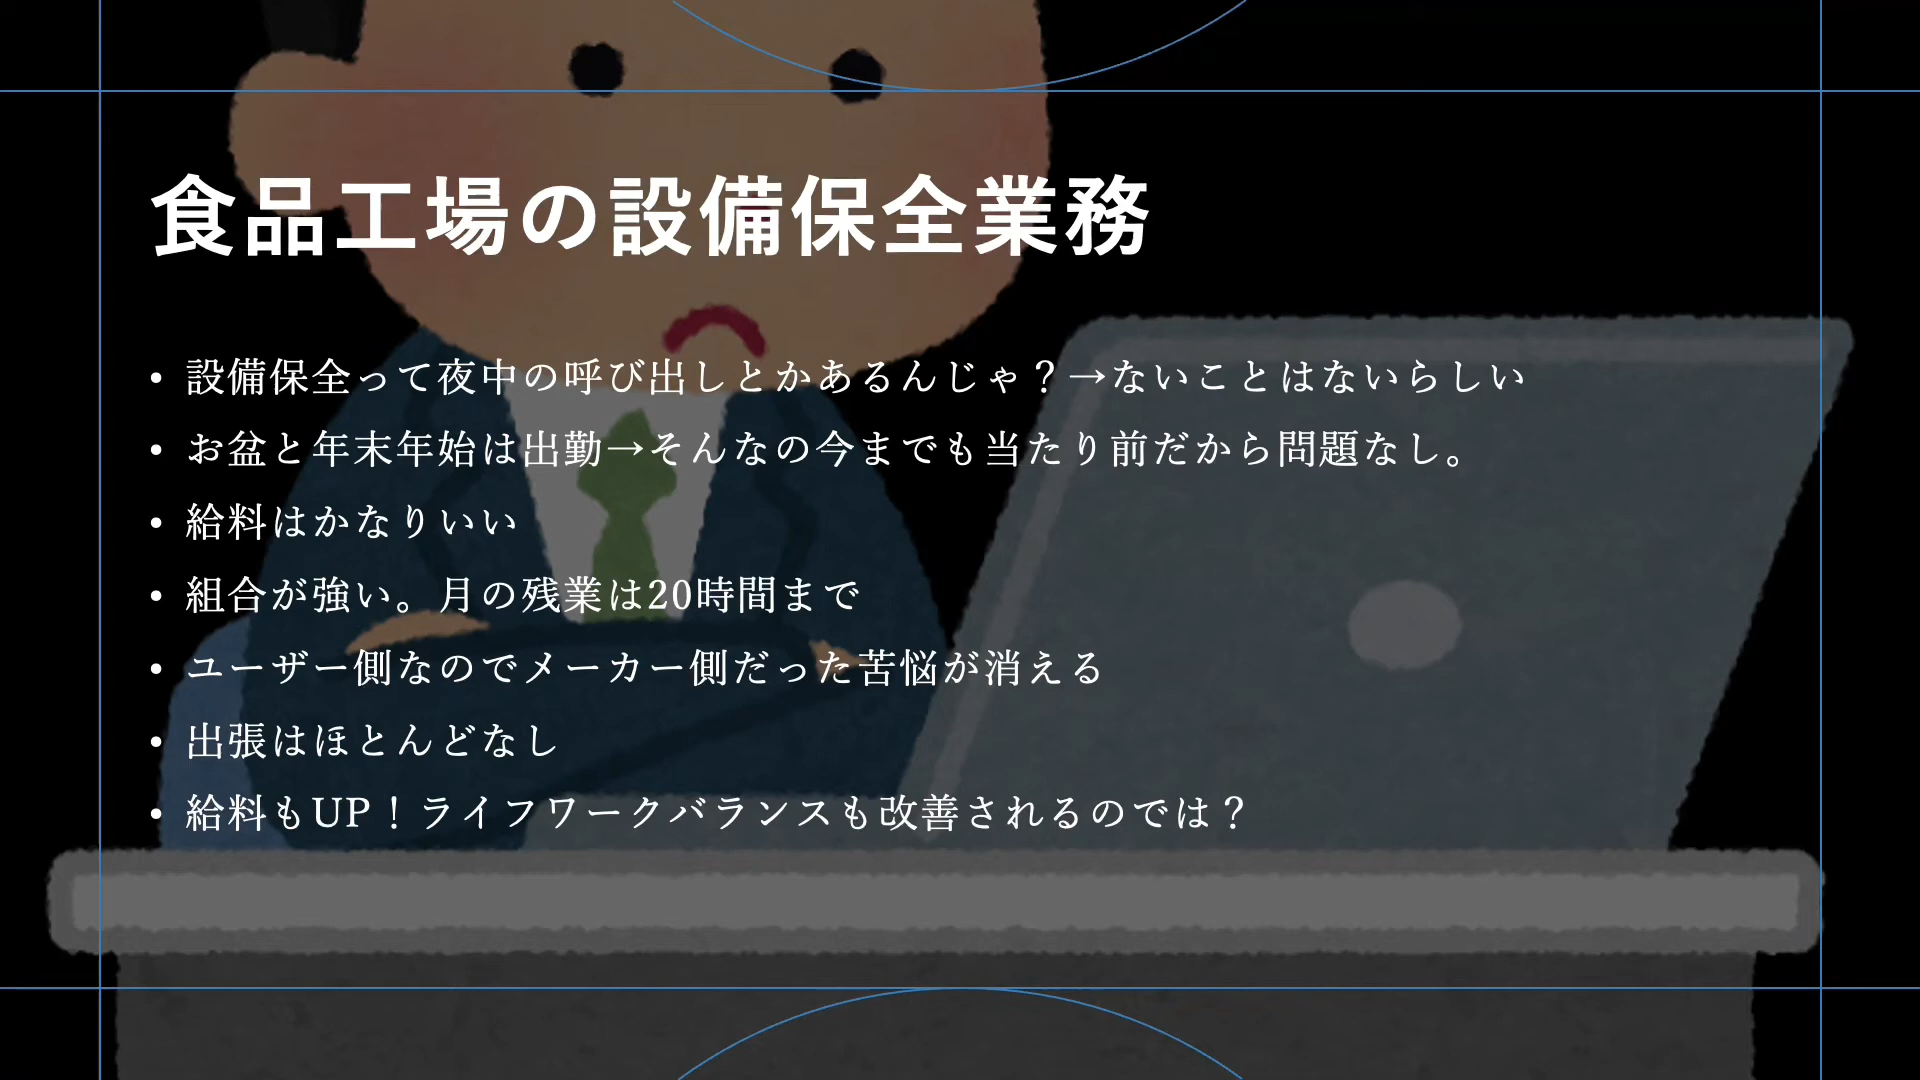 食品工場の設備保全業務
• 設備保全って夜中の呼び出しとかあるんじゃ？→ないことはないらしい
• お盆と年末年始は出勤→そんなの今までも当たり前だから問題なし。
• 給料はかなりいい
• 組合が強い。月の残業は20時間まで
• ユーザー側なのでメーカー側だった苦悩が消える
• 出張はほとんどなし
• 給料もUP！ライフワークバランスも改善されるのでは？